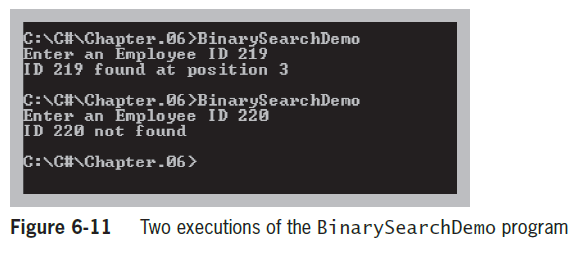 C:\C#\Chapter.06>BinarySearchDemo
Enter an Employee ID 219
ID 219 found at position 3
C:\C#\Chapter.06>BinarySearchDemo
Enter an Employee ID 220
ID 220 not found
C:\C#\Chapter.06>
Figure 6-11 Two executions of the BinarySearchDemo program